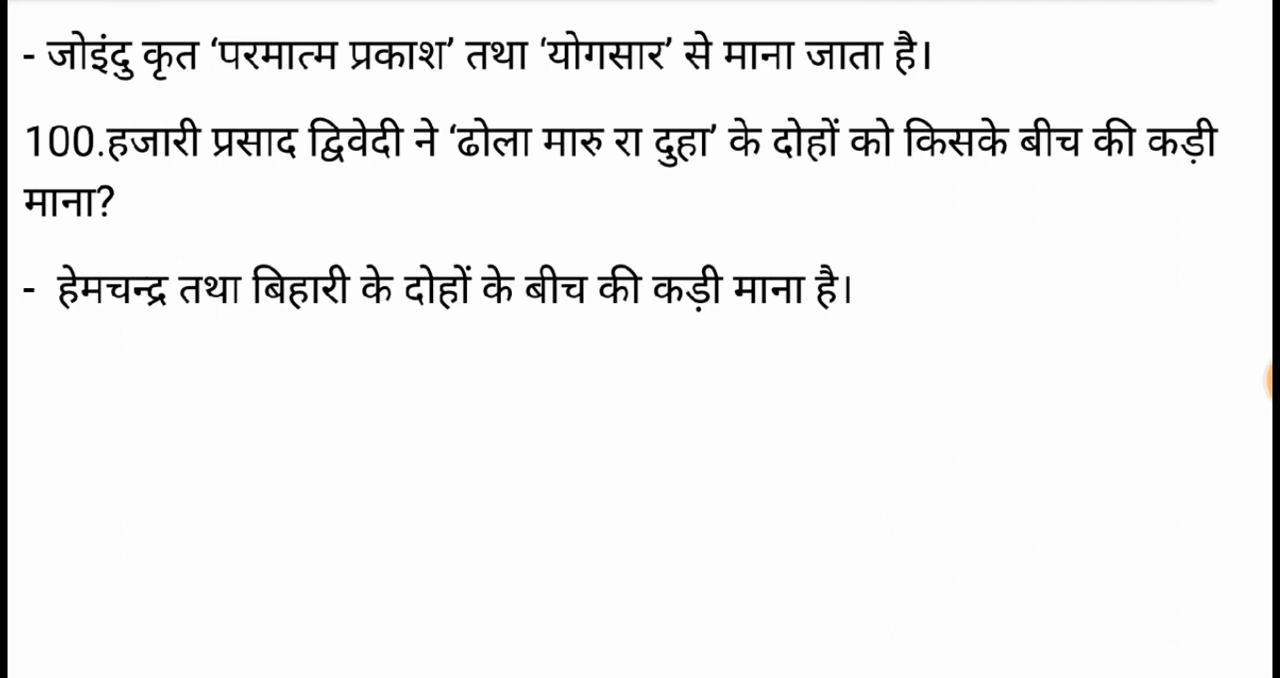 - जोइंदु कृत ‘परमात्म प्रकाश’ तथा ‘योगसार’ से माना जाता है।
100.हजारी प्रसाद द्विवेदी ने ‘ढोला मारु रा दुहा’ के दोहों को किसके बीच की कड़ी
माना?
- हेमचन्द्र तथा बिहारी के दोहों के बीच की कड़ी माना है।